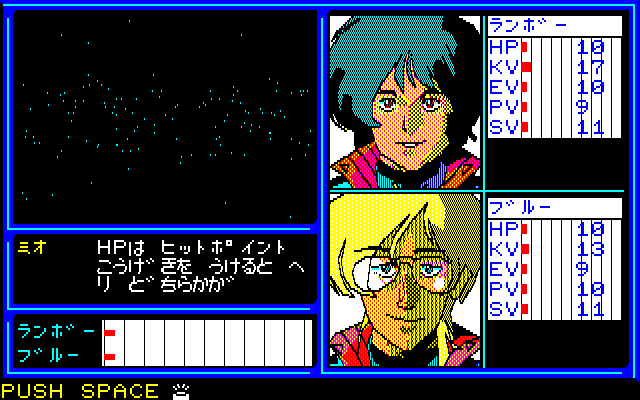 ランボー
HP 10
KV 17
EV 10
PV 9
SV 11
ブルー
HP 10
KV 13
EV 9
PV 10
SV 11
ミオ HPは ヒットポイント
こうげきを うけると へ
り どちらかが
ランボー
ブルー
PUSH SPACE